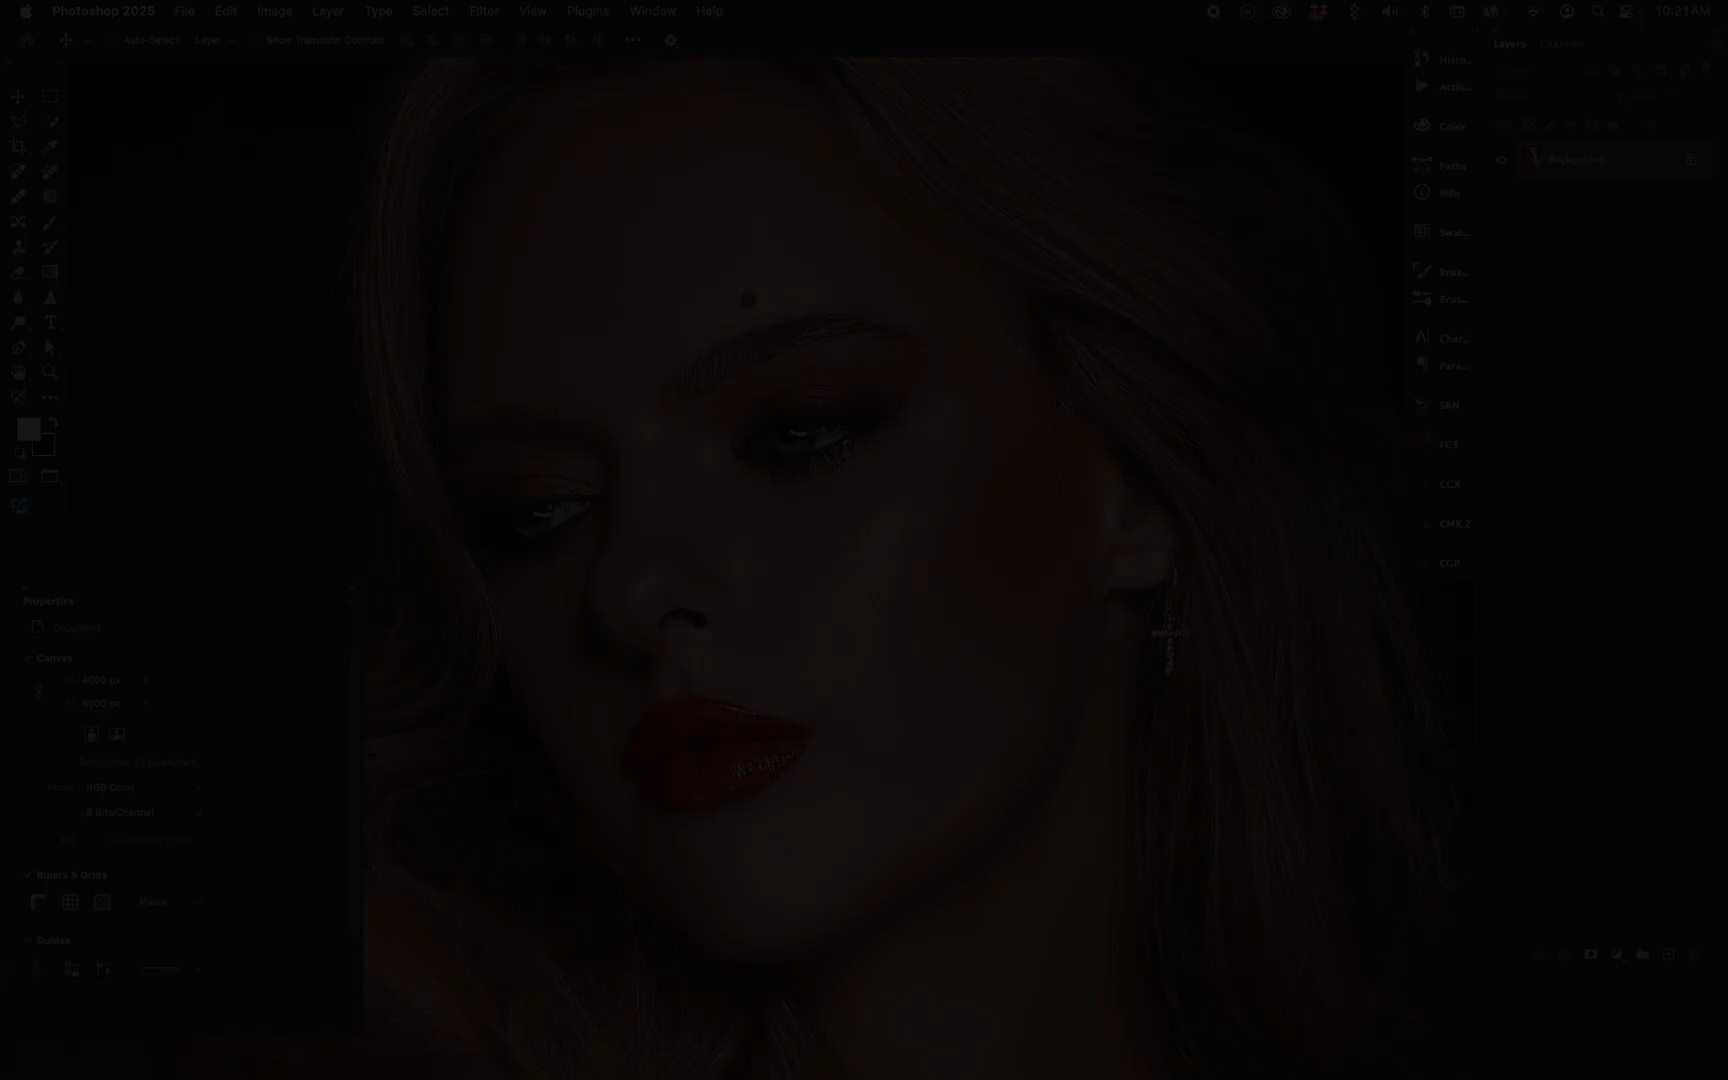 Photoshop 2025 File Edit Image Layer Type Select Filter View Plugins Window Help 10:21 AM
Auto-Select: Layer Show Transform Controls
Layers Channels
Histo...
Actio...
Color
Paths
Info
Swat...
Brus...
Brus...
Char...
Para...
SKN
FC3
CGX
CMX 2
CGP
Background
Properties
Document
Canvas
4000 px
5000 px
Mode RGB Color
8 Bits/Channel
Rulers & Grids
Pixels
Guides